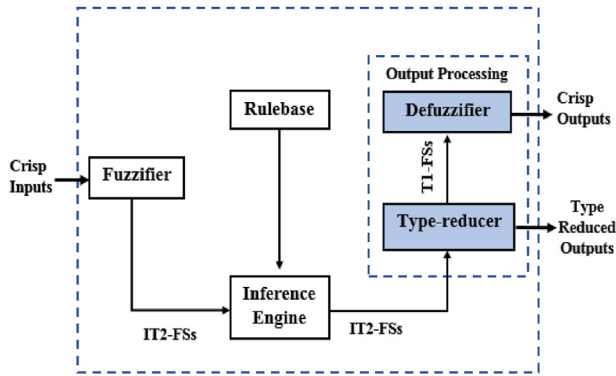 Output Processing
Rulebase
Defuzzifier
Crisp
Outputs
T1-FSs
Crisp
Inputs
Fuzzifier
Type-reducer
Type
Reduced
Outputs
Inference
Engine
IT2-FSs
IT2-FSs